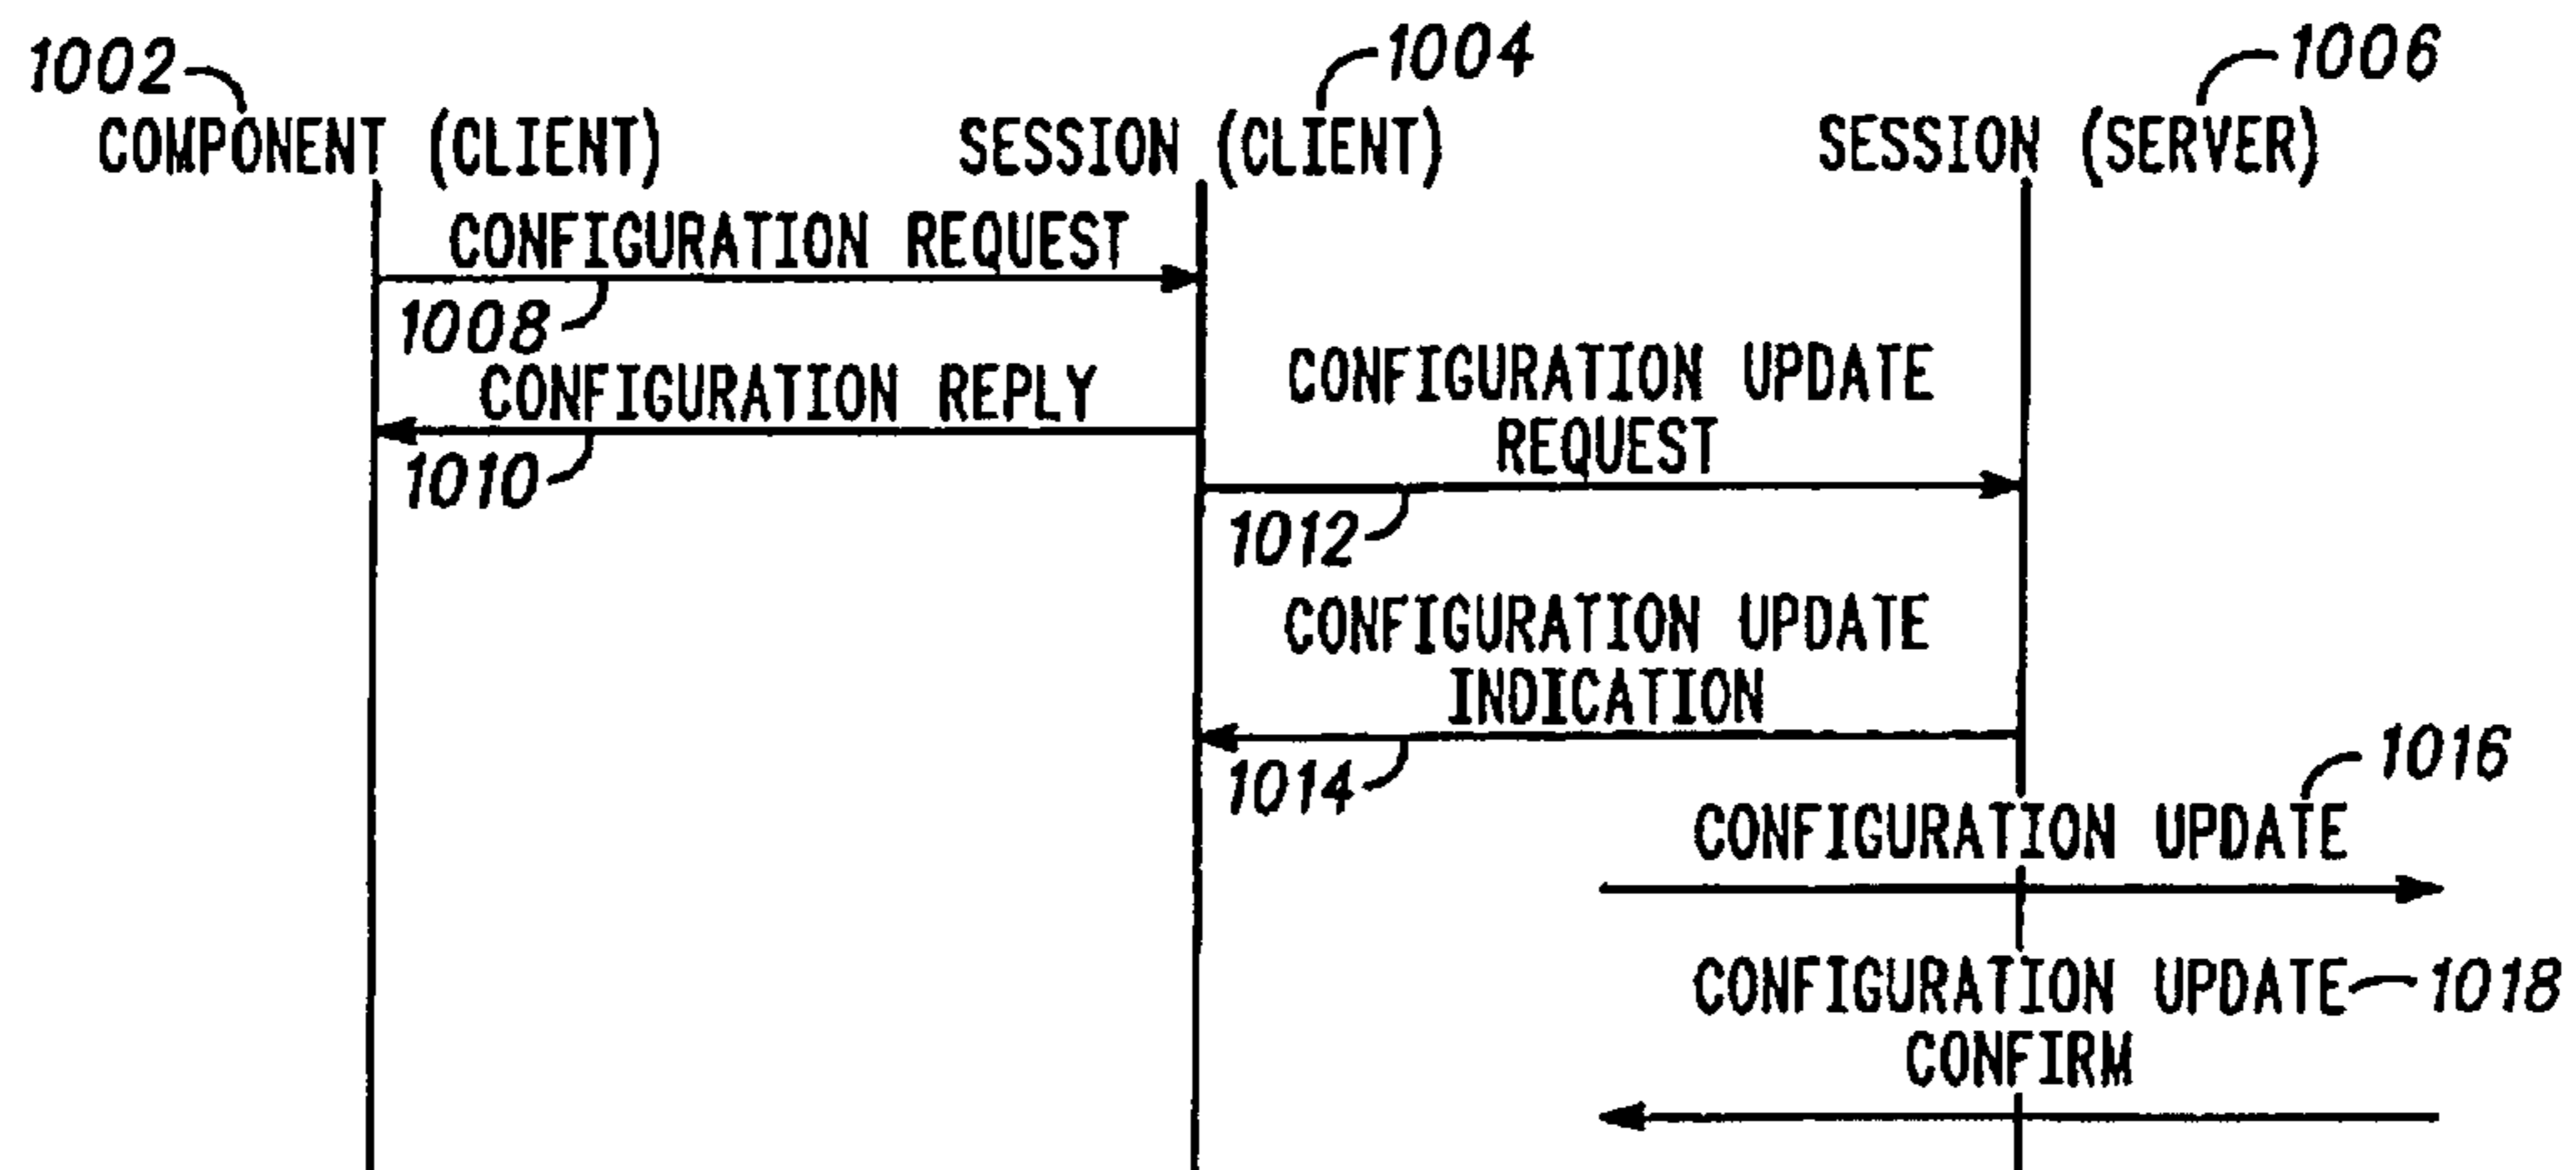 1002
1004
1006
COMPONENT (CLIENT)
SESSION (CLIENT)
SESSION (SERVER)
CONFIGURATION REQUEST
1008
CONFIGURATION REPLY
1010
CONFIGURATION UPDATE
REQUEST
1012
CONFIGURATION UPDATE
INDICATION
1014
1016
CONFIGURATION UPDATE
CONFIGURATION UPDATE
1018
CONFIRM